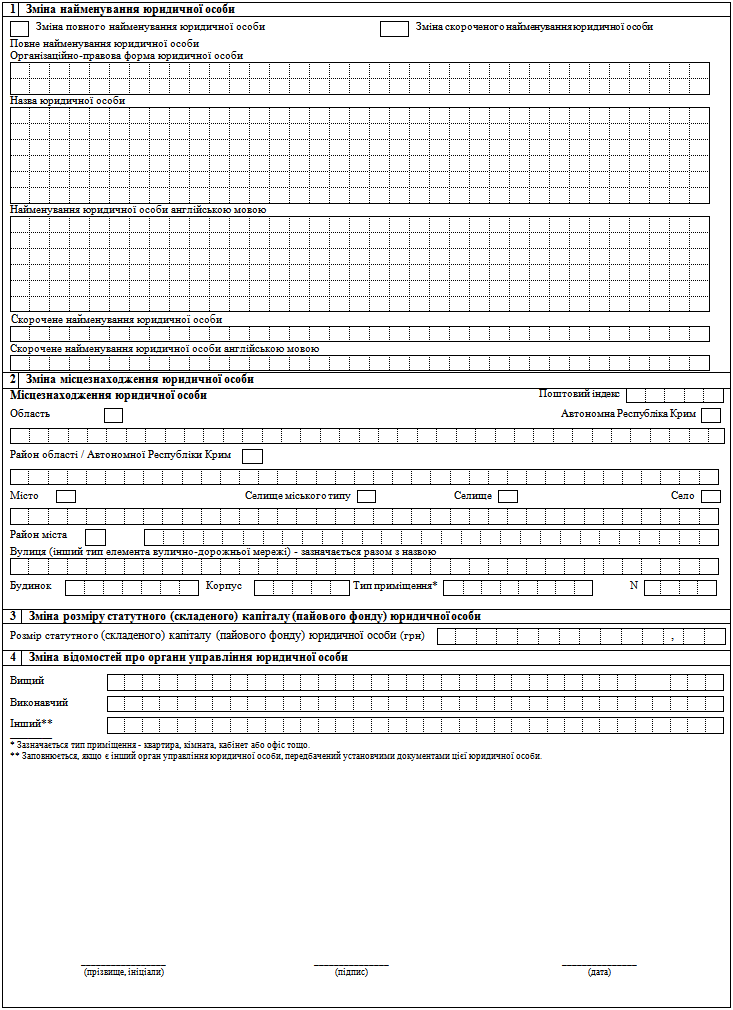 1 Зміна найменування юридичної особи
Зміна повного найменування юридичної особи Зміна скороченого найменування юридичної особи
Повне найменування юридичної особи
Організаційно-правова форма юридичної особи
Назва юридичної особи
Найменування юридичної особи англійською мовою
Скорочене найменування юридичної особи
Скорочене найменування юридичної особи англійською мовою
2 Зміна місцезнаходження юридичної особи
Місцезнаходження юридичної особи Поштовий індекс
Область Автономна Республіка Крим
Район області / Автономної Республіки Крим
Місто Селище міського типу Селище Село
Район міста
Вулиця (інший тип елемента вулично-дорожньої мережі) - зазначається разом з назвою
Будинок Корпус Тип приміщення* N
3 Зміна розміру статутного (складеного) капіталу (пайового фонду) юридичної особи
Розмір статутного (складеного) капіталу (пайового фонду) юридичної особи (грн) ,
4 Зміна відомостей про органи управління юридичної особи
Вищий
Виконавчий
Інший**
* Зазначається тип приміщення - квартира, кімната, кабінет або офіс тощо.
** Заповнюється, якщо є інший орган управління юридичної особи, передбачений установчими документами цієї юридичної особи.
(прізвище, ініціали) (підпис) (дата)